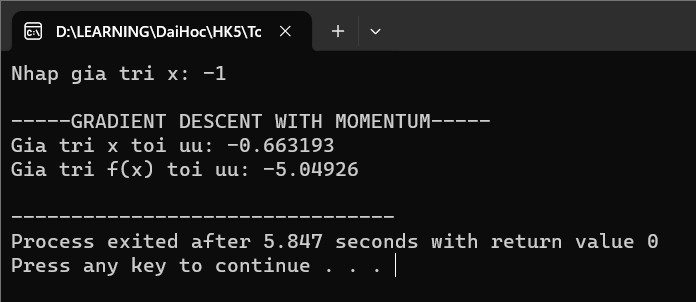 D:\LEARNING\DaiHoc\HK5\Tc
Nhap gia tri x: -1
-----GRADIENT DESCENT WITH MOMENTUM-----
Gia tri x toi uu: -0.663193
Gia tri f(x) toi uu: -5.04926
--------------------------------
Process exited after 5.847 seconds with return value 0
Press any key to continue . . .